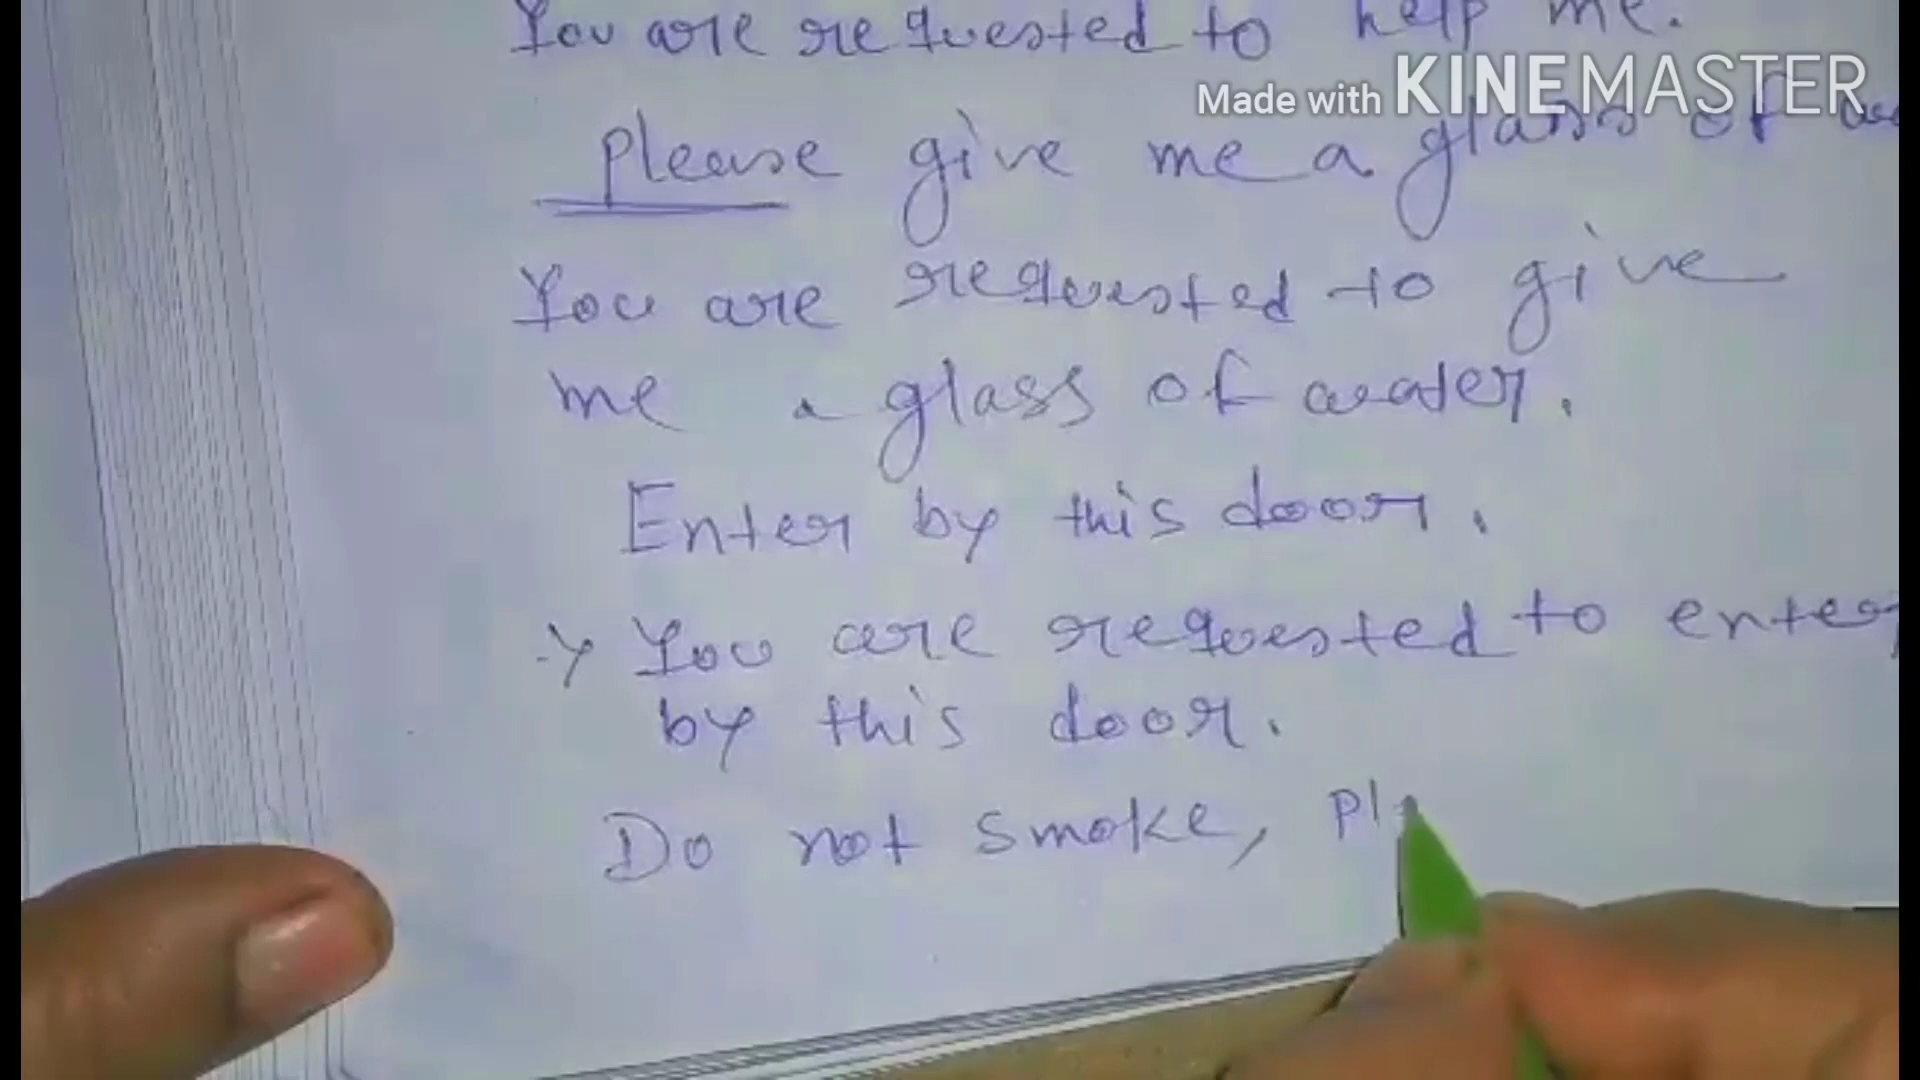 You are requested to help me.
Made with KINEMASTER
please give me a glass of
You are requested to give
me a glass of water.
Enter by this door.
You are requested to enter
by this door.
Do not smoke, pl